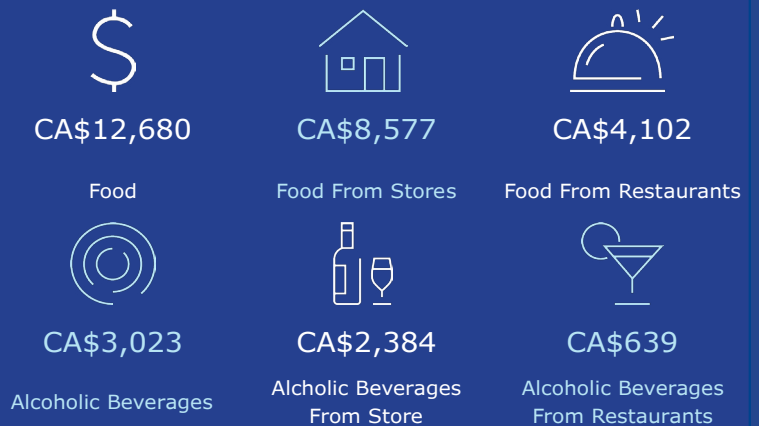 CA$12,680
CA$8,577
CA$4,102
Food
Food From Stores
Food From Restaurants
CA$3,023
CA$2,384
CA$639
Alcoholic Beverages
Alcholic Beverages
From Store
Alcoholic Beverages
From Restaurants